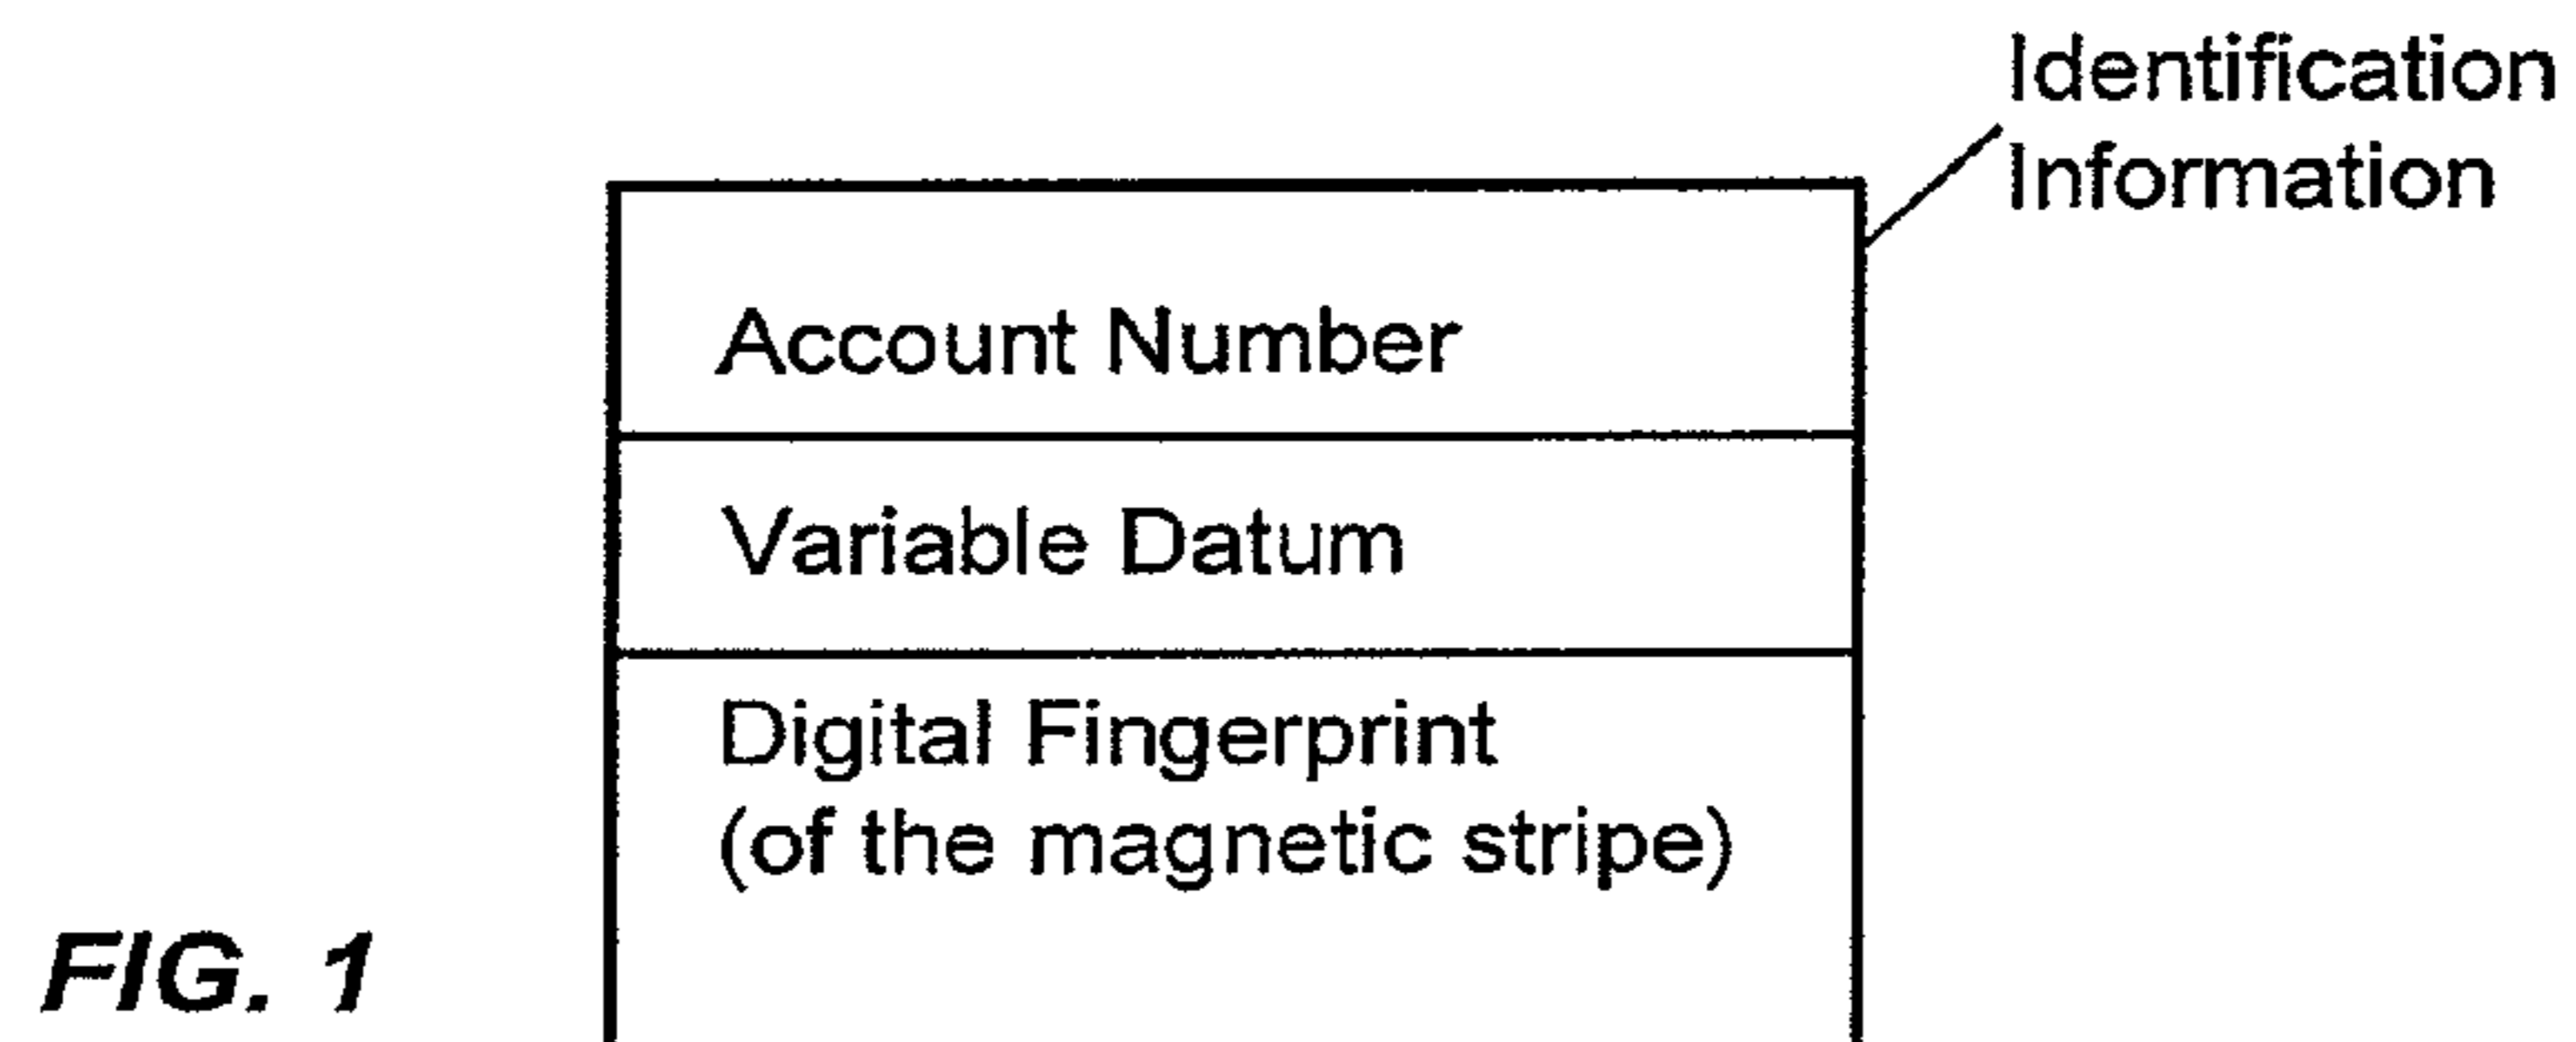 Identification
Information
Account Number
Variable Datum
Digital Fingerprint
(of the magnetic stripe)
FIG. 1